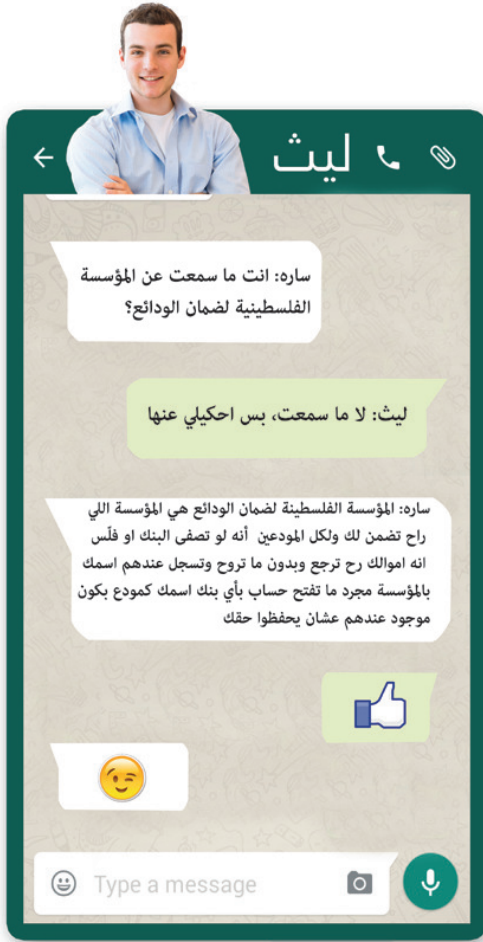 ليث
ساره: انت ما سمعت عن المؤسسة
الفلسطينية لضمان الودائع؟
ليث: لا ما سمعت، بس احكيلي عنها
ساره: المؤسسة الفلسطينة لضمان الودائع هي المؤسسة اللي
راح تضمن لك ولكل المودعين أنه لو تصفى البنك او فلّس
انه اموالك رح ترجع وبدون ما تروح وتسجل عندهم اسمك
بالمؤسسة مجرد ما تفتح حساب بأي بنك اسمك كمودع بكون
موجود عندهم عشان يحفظوا حقك
Type a message